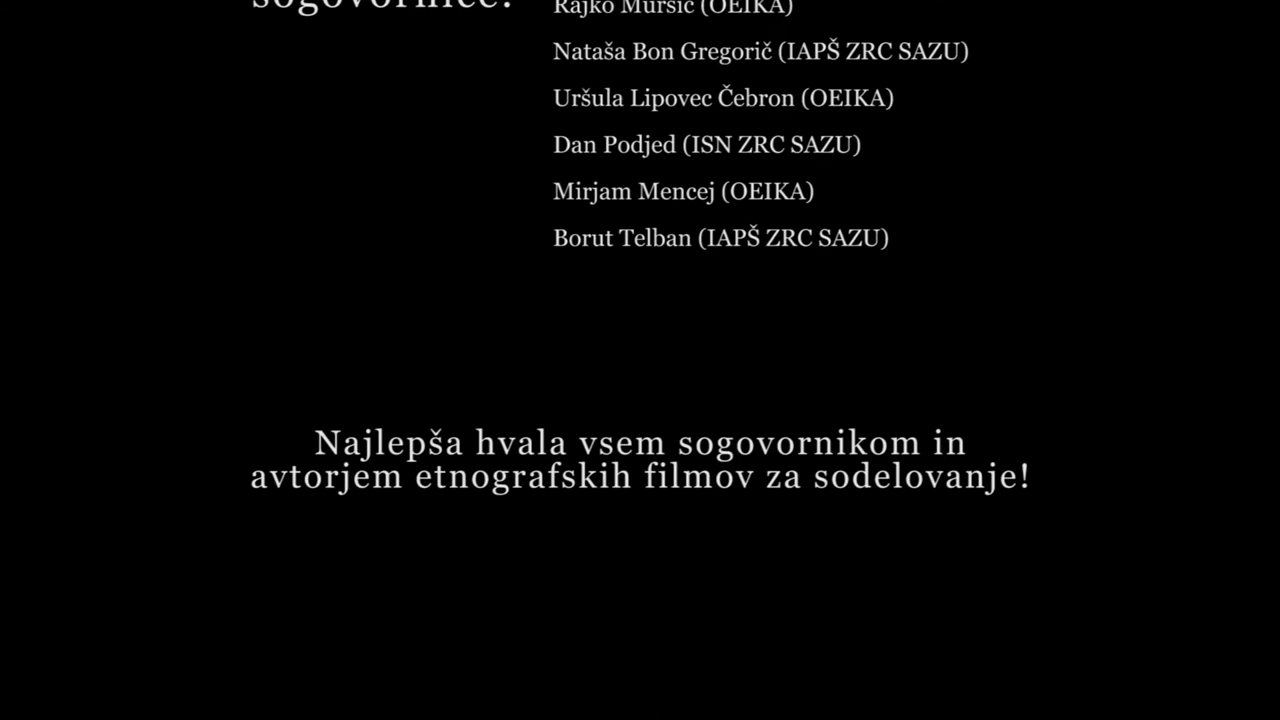 sogovornice:
Rajko Muršič (OEIKA)
Nataša Bon Gregorič (IAPŠ ZRC SAZU)
Uršula Lipovec Čebron (OEIKA)
Dan Podjed (ISN ZRC SAZU)
Mirjam Mencej (OEIKA)
Borut Telban (IAPŠ ZRC SAZU)
Najlepša hvala vsem sogovornikom in
avtorjem etnografskih filmov za sodelovanje!